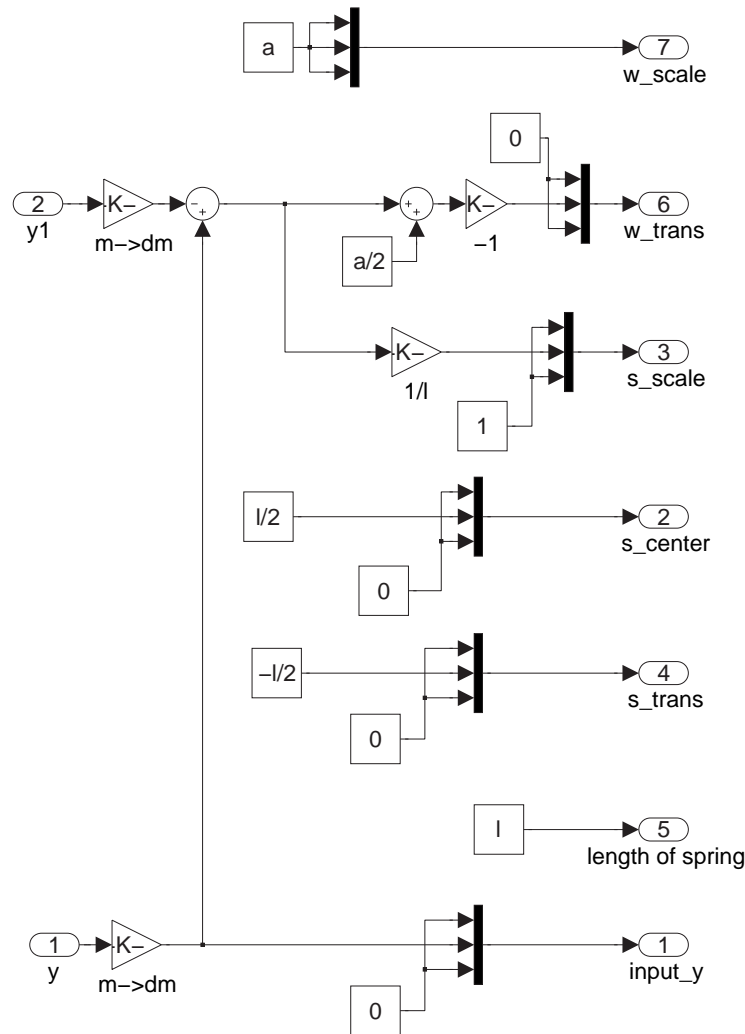 a
7
w_scale
0
2
-K-
-
+
+
+
-K-
6
y1
m->dm
a/2
-1
w_trans
-K-
3
1/l
s_scale
1
l/2
2
s_center
0
-l/2
4
s_trans
0
l
5
length of spring
1
-K-
1
y
m->dm
input_y
0